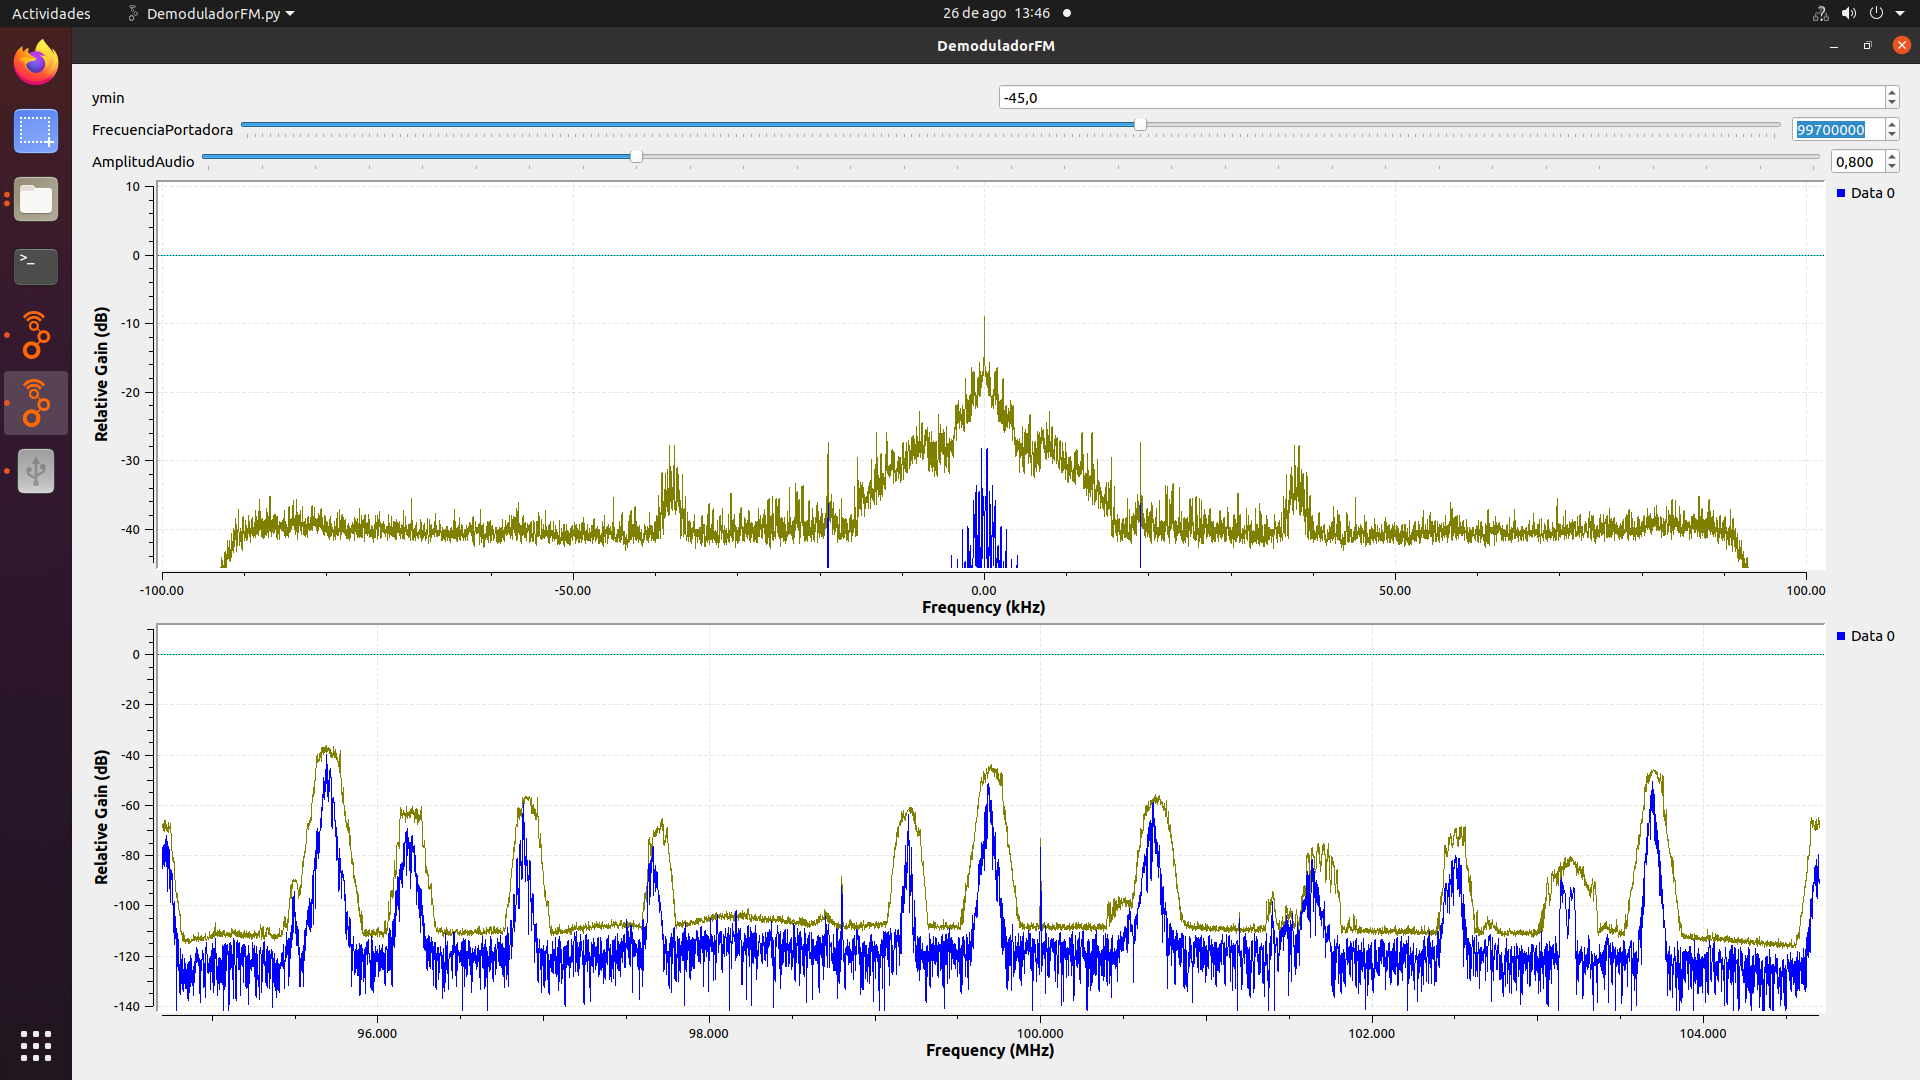 Actividades DemoduladorFM.py 26 de ago 13:46
DemoduladorFM
ymin -45,0
FrecuenciaPortadora 99700000
AmplitudAudio 0,800
Data 0
Relative Gain (dB)
10
0
-10
-20
-30
-40
-100.00 -50.00 0.00 50.00 100.00
Frequency (kHz)
Data 0
Relative Gain (dB)
0
-20
-40
-60
-80
-100
-120
-140
96.000 98.000 100.000 102.000 104.000
Frequency (MHz)
>_